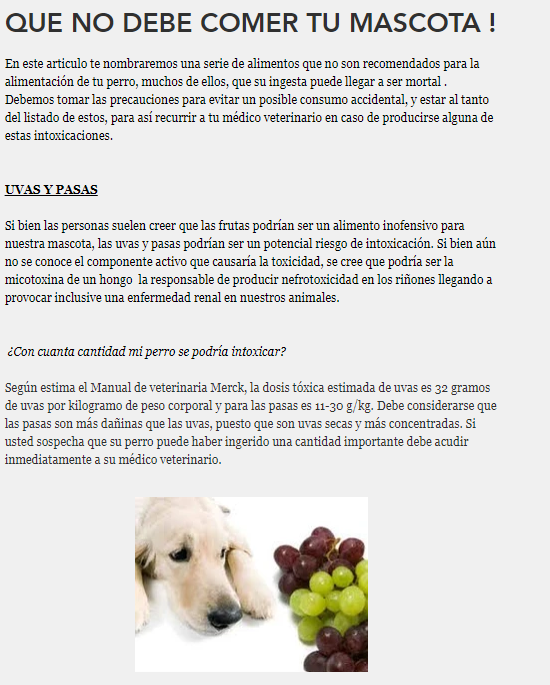 QUE NO DEBE COMER TU MASCOTA !
En este articulo te nombraremos una serie de alimentos que no son recomendados para la
alimentación de tu perro, muchos de ellos, que su ingesta puede llegar a ser mortal .
Debemos tomar las precauciones para evitar un posible consumo accidental, y estar al tanto
del listado de estos, para así recurrir a tu médico veterinario en caso de producirse alguna de
estas intoxicaciones.
UVAS Y PASAS
Si bien las personas suelen creer que las frutas podrían ser un alimento inofensivo para
nuestra mascota, las uvas y pasas podrían ser un potencial riesgo de intoxicación. Si bien aún
no se conoce el componente activo que causaría la toxicidad, se cree que podría ser la
micotoxina de un hongo la responsable de producir nefrotoxicidad en los riñones llegando a
provocar inclusive una enfermedad renal en nuestros animales.
¿Con cuanta cantidad mi perro se podría intoxicar?
Según estima el Manual de veterinaria Merck, la dosis tóxica estimada de uvas es 32 gramos
de uvas por kilogramo de peso corporal y para las pasas es 11-30 g/kg. Debe considerarse que
las pasas son más dañinas que las uvas, puesto que son uvas secas y más concentradas. Si
usted sospecha que su perro puede haber ingerido una cantidad importante debe acudir
inmediatamente a su médico veterinario.